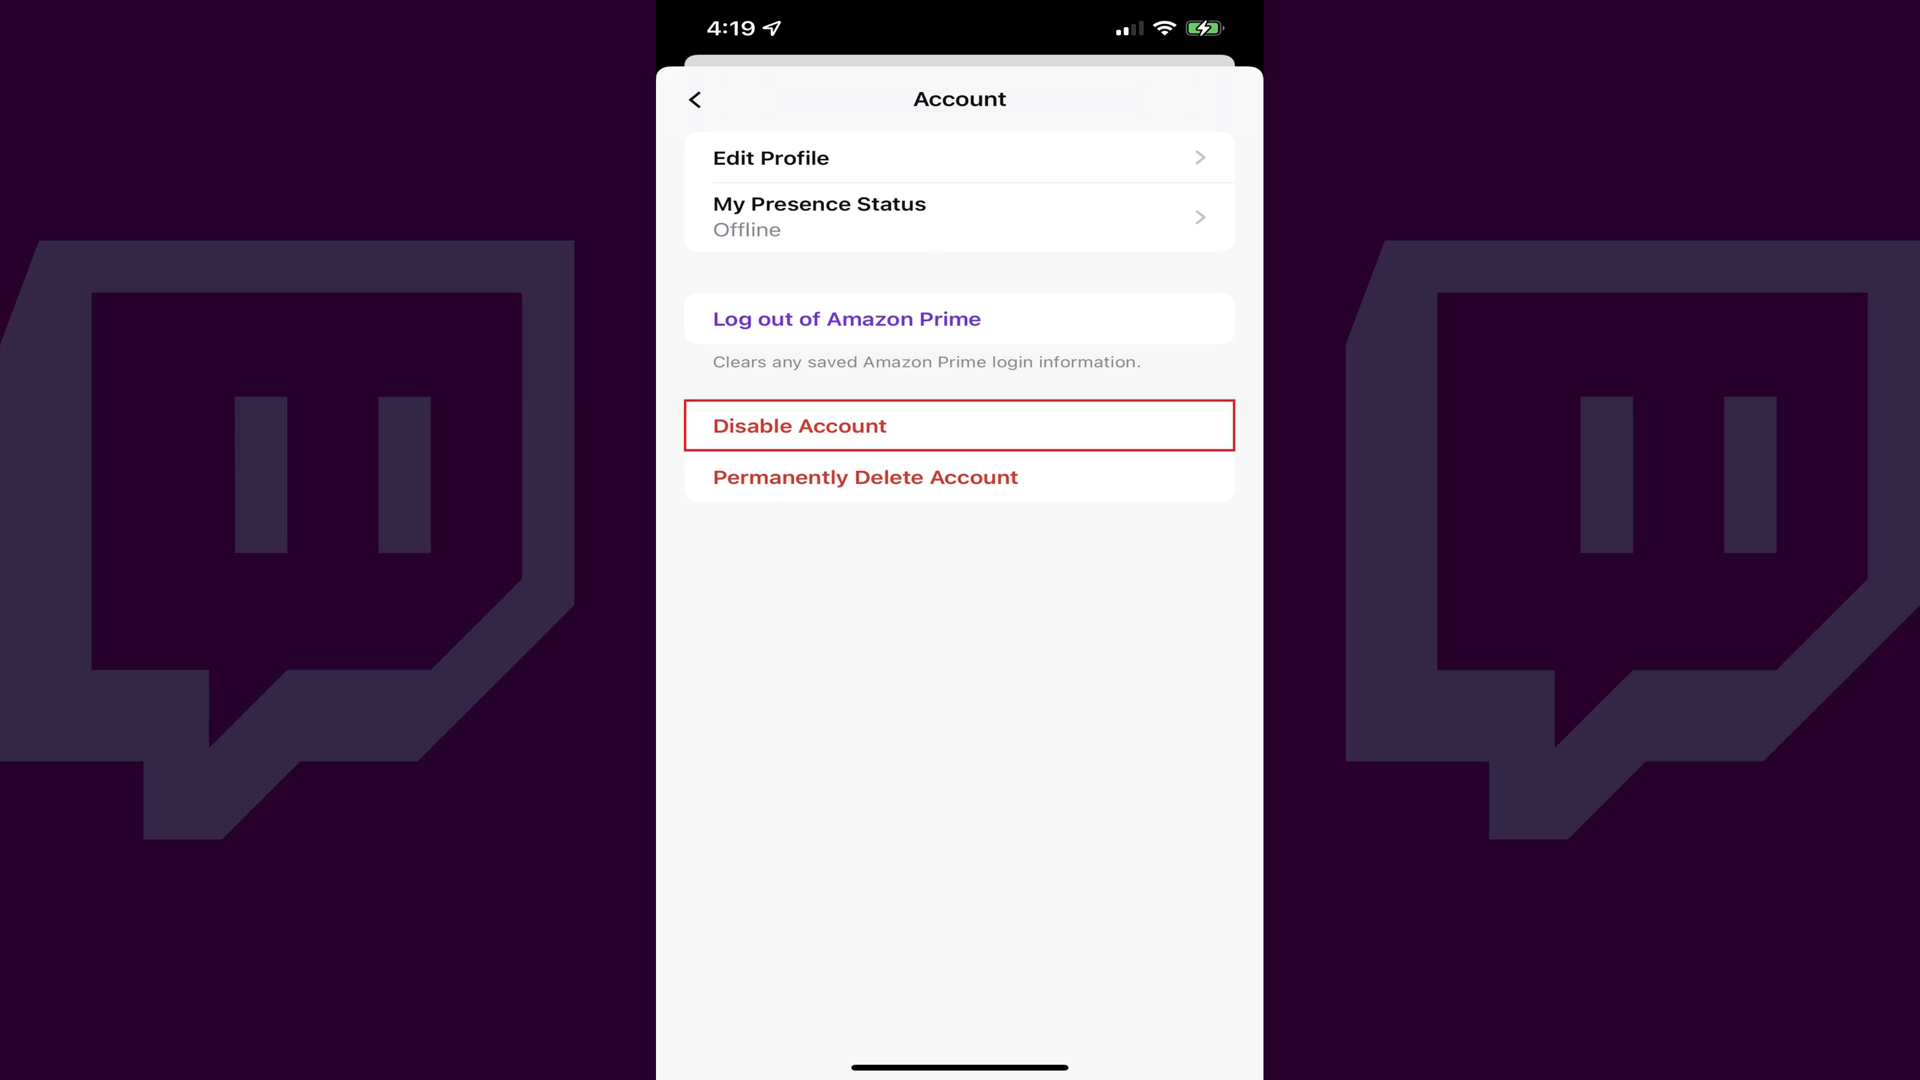 4:19
Account
Edit Profile
My Presence Status
Offline
Log out of Amazon Prime
Clears any saved Amazon Prime login information.
Disable Account
Permanently Delete Account